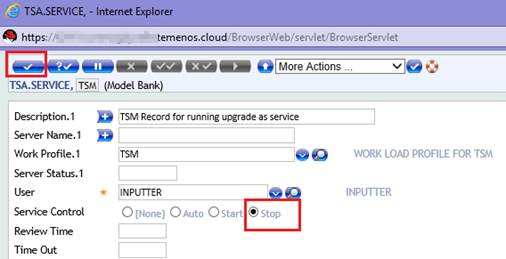 TSA.SERVICE, - Internet Explorer
https://temenos.cloud/BrowserWeb/servlet/BrowserServlet
More Actions ...
TSA.SERVICE, TSM (Model Bank)
Description.1 TSM Record for running upgrade as service
Server Name.1
Work Profile.1 TSM WORK LOAD PROFILE FOR TSM
Server Status.1
User * INPUTTER INPUTTER
Service Control [None] Auto Start Stop
Review Time
Time Out